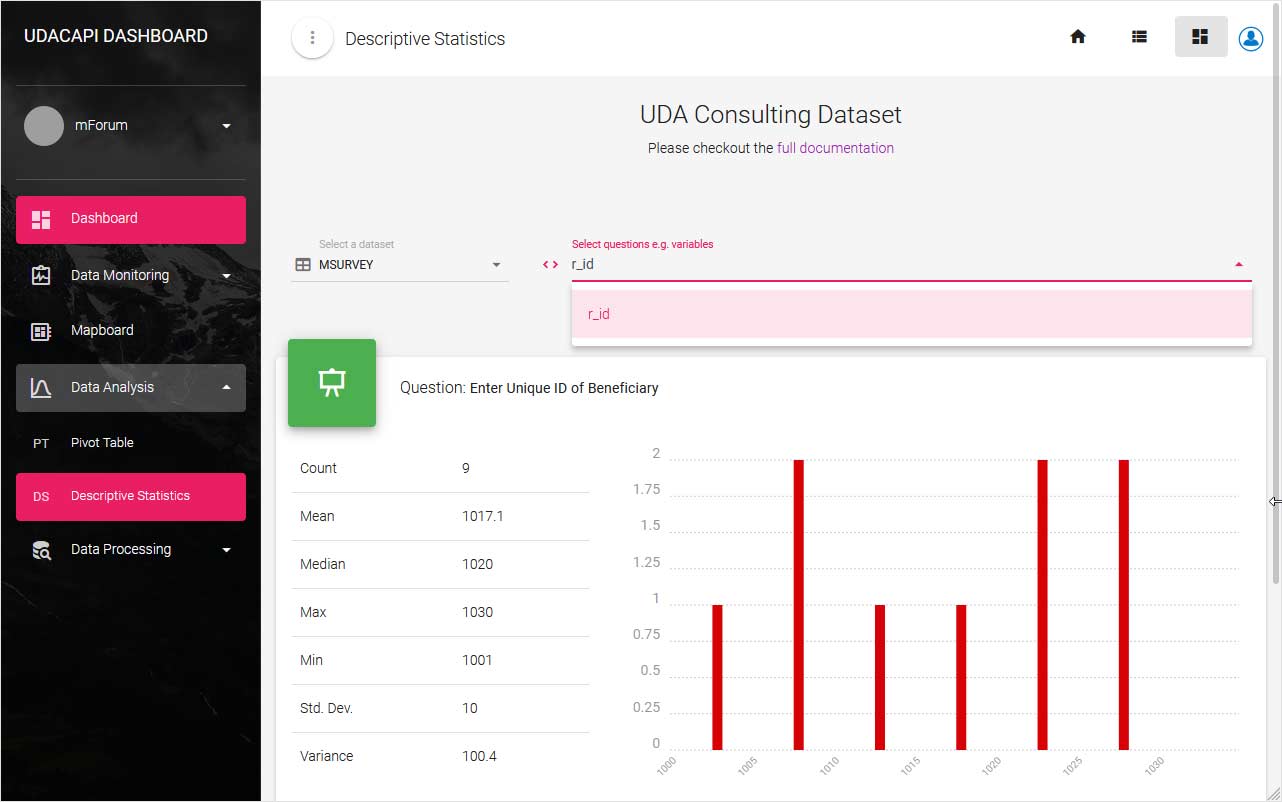 UDACAPI DASHBOARD
mForum
Dashboard
Data Monitoring
Mapboard
Data Analysis
PT Pivot Table
DS Descriptive Statistics
Data Processing
Descriptive Statistics
UDA Consulting Dataset
Please checkout the full documentation
Select a dataset
MSURVEY
Select questions e.g. variables
r_id
r_id
Question: Enter Unique ID of Beneficiary
Count 9
Mean 1017.1
Median 1020
Max 1030
Min 1001
Std. Dev. 10
Variance 100.4
2
1.75
1.5
1.25
1
0.75
0.5
0.25
0
1000 1005 1010 1015 1020 1025 1030